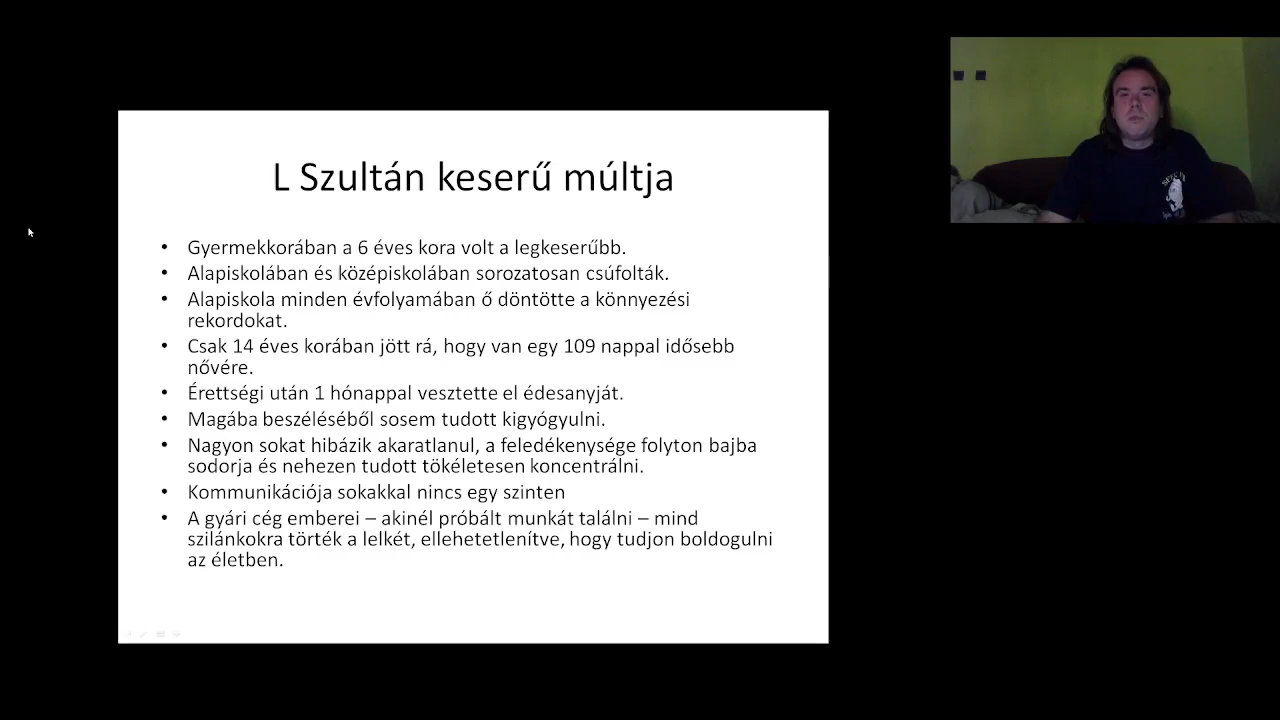 L Szultán keserű múltja
• Gyermekkorában a 6 éves kora volt a legkeserűbb.
• Alapiskolában és középiskolában sorozatosan csúfolták.
• Alapiskola minden évfolyamában ő döntötte a könnyezési
rekordokat.
• Csak 14 éves korában jött rá, hogy van egy 109 nappal idősebb
nővére.
• Érettségi után 1 hónappal vesztette el édesanyját.
• Magába beszéléséből sosem tudott kigyógyulni.
• Nagyon sokat hibázik akaratlanul, a feledékenysége folyton bajba
sodorja és nehezen tudott tökéletesen koncentrálni.
• Kommunikációja sokakkal nincs egy szinten
• A gyári cég emberei – akinél próbált munkát találni – mind
szilánkokra törték a lelkét, ellehetetlenítve, hogy tudjon boldogulni
az életben.